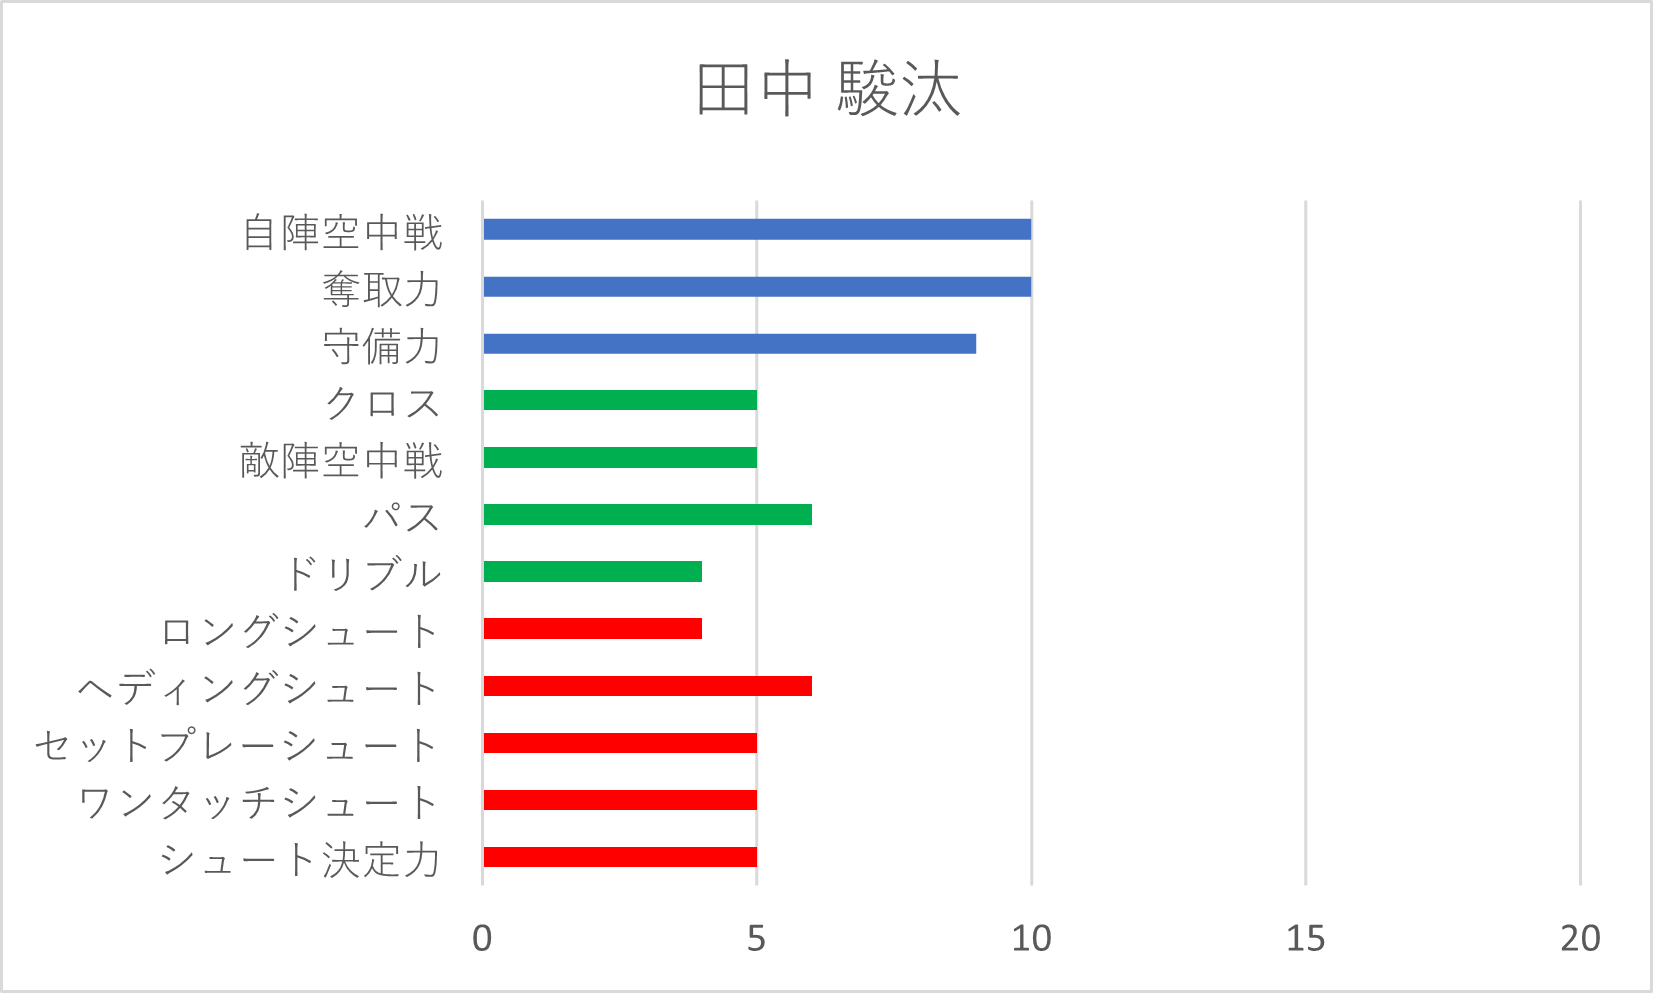 田中 駿汰
自陣空中戦
奪取力
守備力
クロス
敵陣空中戦
パス
ドリブル
ロングシュート
ヘディングシュート
セットプレーシュート
ワンタッチシュート
シュート決定力
0 5 10 15 20